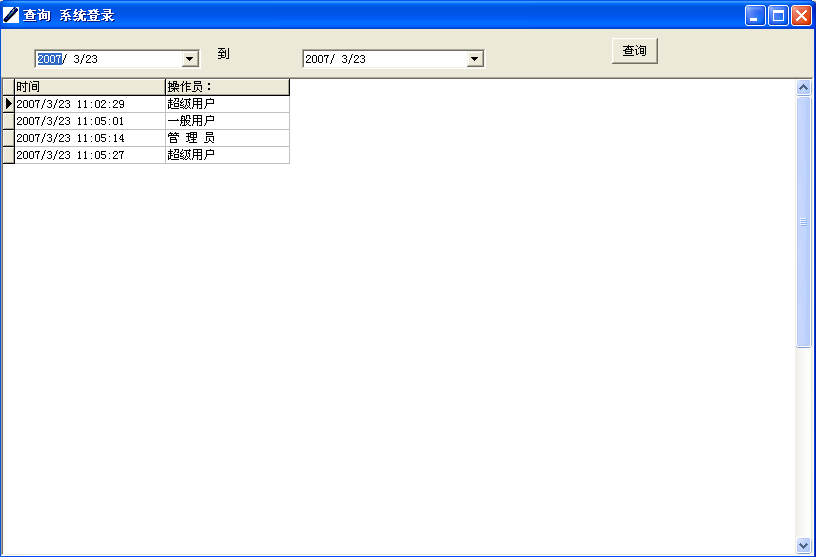 查询 系统登录
2007/ 3/23 到 2007/ 3/23 查询
时间 操作员：
2007/3/23 11:02:29 超级用户
2007/3/23 11:05:01 一般用户
2007/3/23 11:05:14 管 理 员
2007/3/23 11:05:27 超级用户